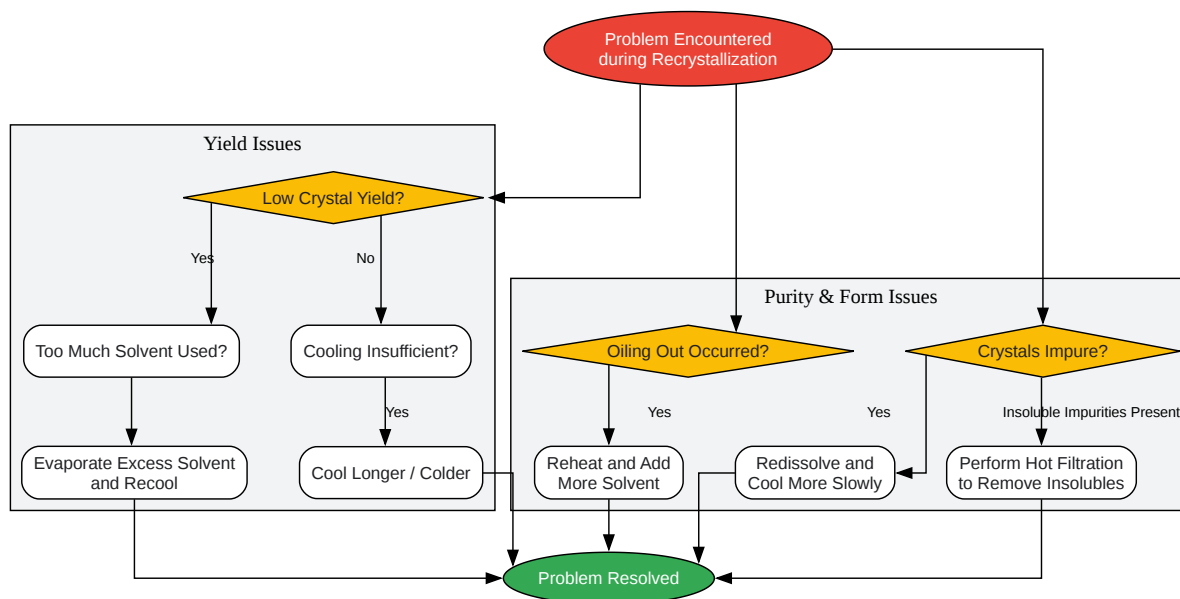 Problem Encountered
during Recrystallization
Yield Issues
Low Crystal Yield?
Yes
No
Too Much Solvent Used?
Cooling Insufficient?
Yes
Evaporate Excess Solvent
and Recool
Cool Longer / Colder
Purity & Form Issues
Oiling Out Occurred?
Crystals Impure?
Yes
Yes
Insoluble Impurities Present
Reheat and Add
More Solvent
Redissolve and
Cool More Slowly
Perform Hot Filtration
to Remove Insolubles
Problem Resolved